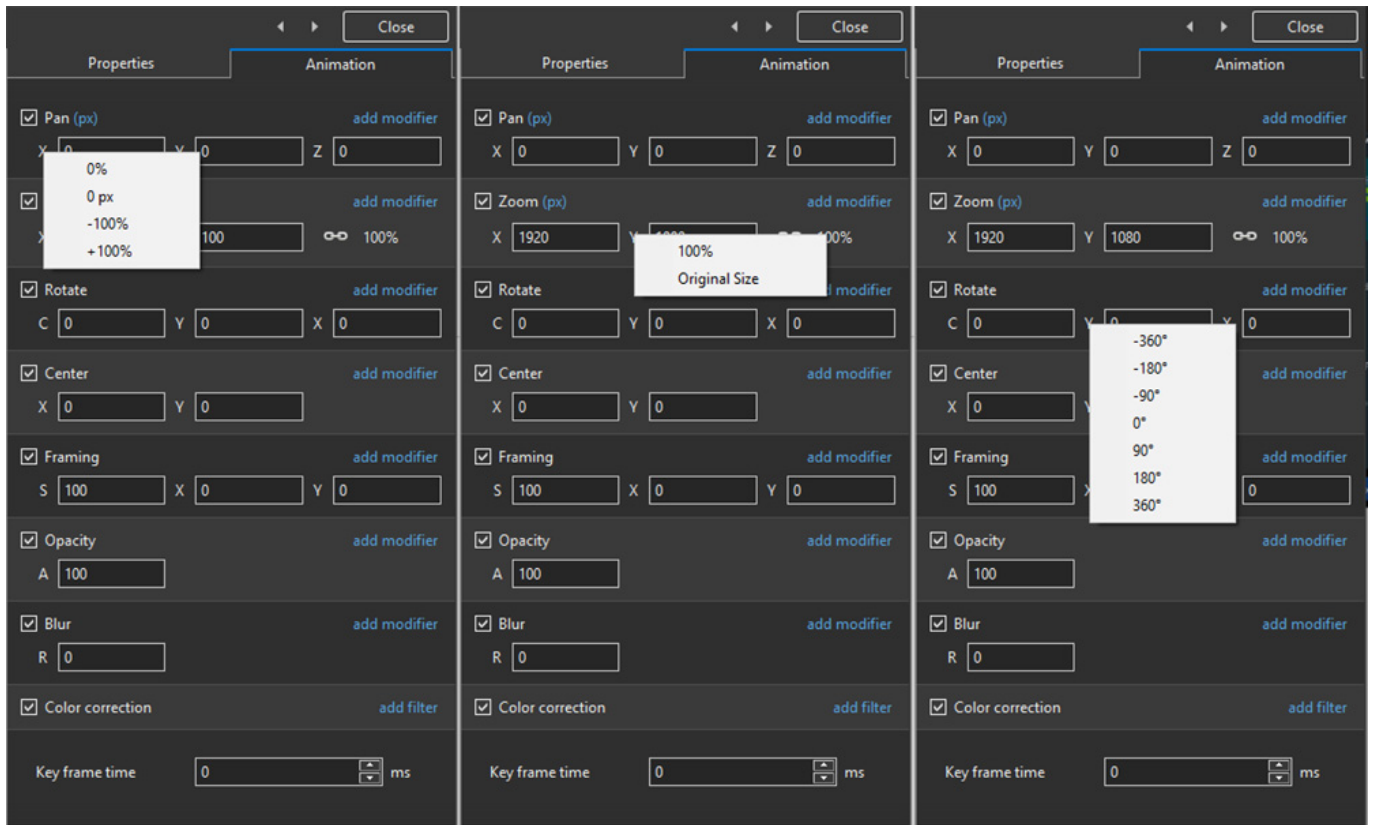 Close
Properties Animation
Pan (px) add modifier
X 0 Y 0 Z 0
0%
0 px
-100%
+100%
add modifier
100 100%
Rotate add modifier
C 0 Y 0 X 0
Center add modifier
X 0 Y 0
Framing add modifier
S 100 X 0 Y 0
Opacity add modifier
A 100
Blur add modifier
R 0
Color correction add filter
Key frame time 0 ms
Close
Properties Animation
Pan (px) add modifier
X 0 Y 0 Z 0
Zoom (px) add modifier
X 1920 Y 100%
100%
Original Size
Rotate modifier
C 0 Y 0 X 0
Center add modifier
X 0 Y 0
Framing add modifier
S 100 X 0 Y 0
Opacity add modifier
A 100
Blur add modifier
R 0
Color correction add filter
Key frame time 0 ms
Close
Properties Animation
Pan (px) add modifier
X 0 Y 0 Z 0
Zoom (px) add modifier
X 1920 Y 1080 100%
Rotate add modifier
C 0 Y 0 X 0
-360°
-180°
-90°
0°
90°
180°
360°
Center add modifier
X 0
Framing add modifier
S 100 0
Opacity add modifier
A 100
Blur add modifier
R 0
Color correction add filter
Key frame time 0 ms